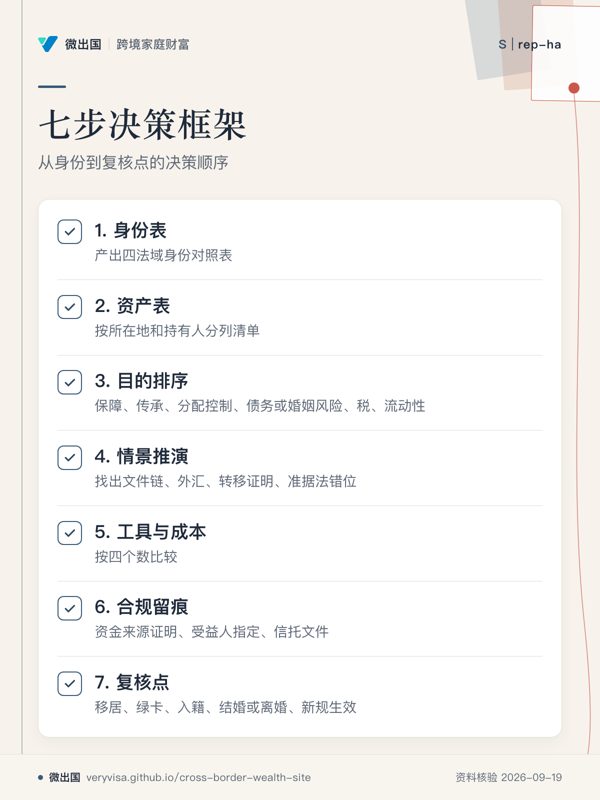 微出国 | 跨境家庭财富
S | rep-ha
七步决策框架
从身份到复核点的决策顺序
1. 身份表
产出四法域身份对照表
2. 资产表
按所在地和持有人分列清单
3. 目的排序
保障、传承、分配控制、债务或婚姻风险、税、流动性
4. 情景推演
找出文件链、外汇、转移证明、准据法错位
5. 工具与成本
按四个数比较
6. 合规留痕
资金来源证明、受益人指定、信托文件
7. 复核点
移居、绿卡、入籍、结婚或离婚、新规生效
微出国 veryvisa.github.io/cross-border-wealth-site
资料核验 2026-09-19